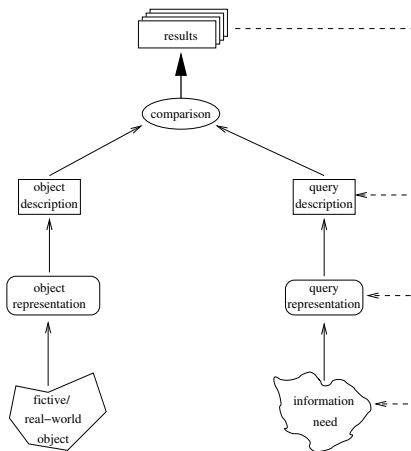 results
comparison
object
description
query
description
object
representation
query
representation
fictive/
real−world
object
information
need